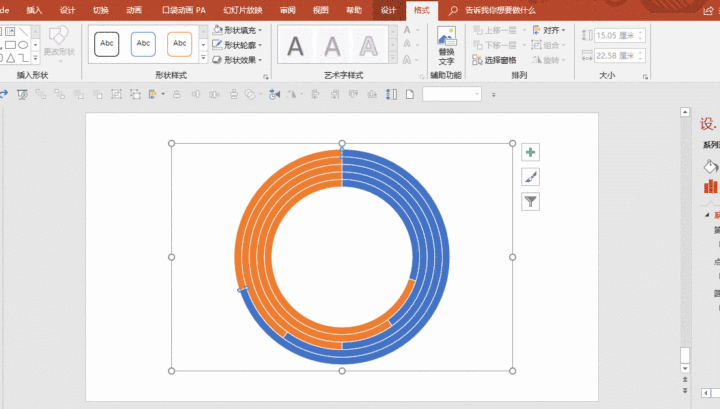 de 插入 设计 切换 动画 口袋动画 PA 幻灯片放映 审阅 视图 帮助 设计 格式 告诉我你想要做什么
更改形状
Abc Abc Abc
形状填充
形状轮廓
形状效果
A A A
A
A
A
替换
文字
上移一层
下移一层
选择窗格
对齐
组合
旋转
15.05 厘米
22.58 厘米
插入形状 形状样式 艺术字样式 辅助功能 排列 大小
设.
系列